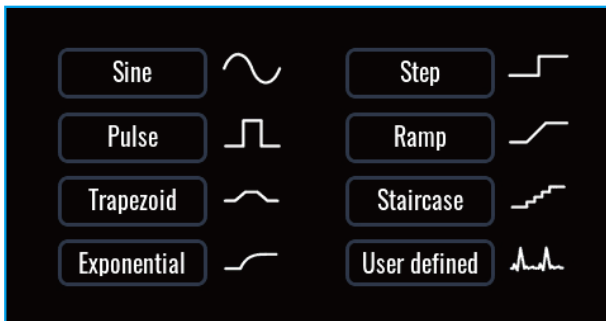 Sine
Step
Pulse
Ramp
Trapezoid
Staircase
Exponential
User defined